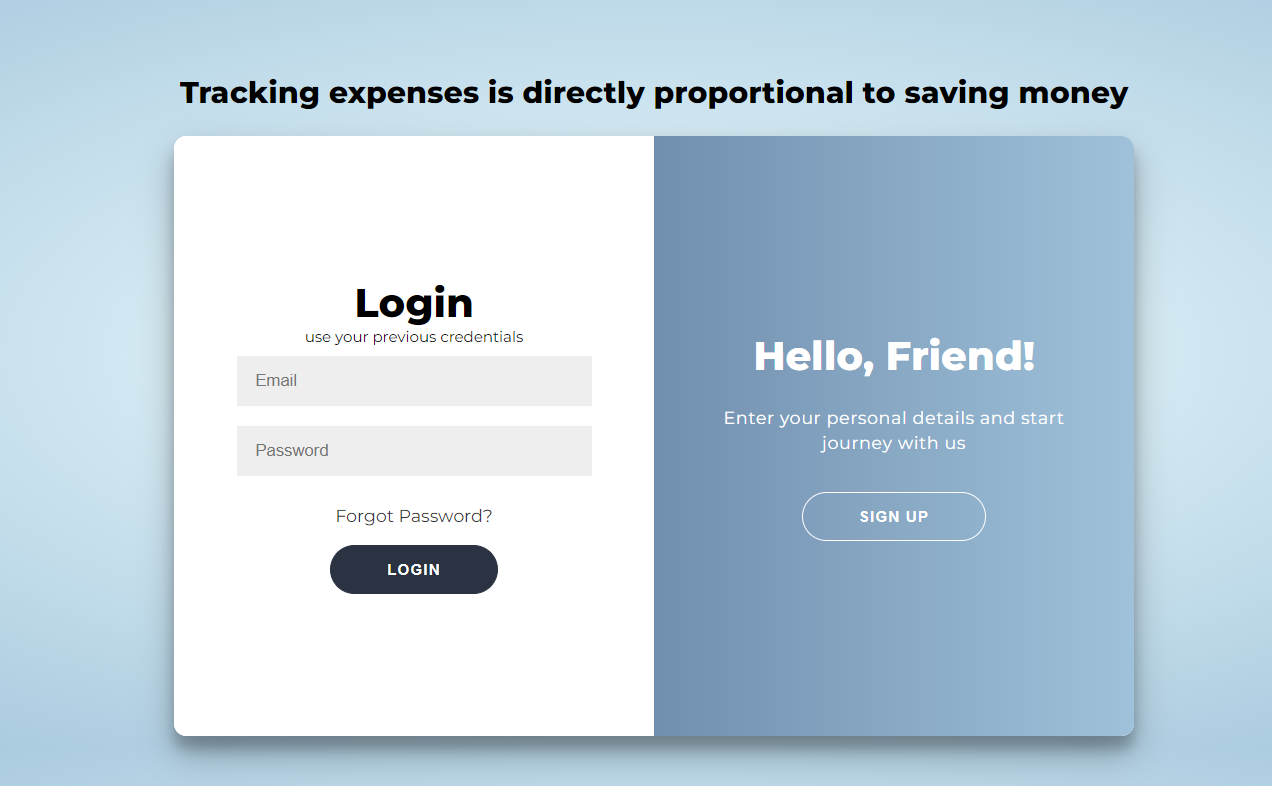 Tracking expenses is directly proportional to saving money
Login
use your previous credentials
Email
Password
Forgot Password?
LOGIN
Hello, Friend!
Enter your personal details and start
journey with us
SIGN UP